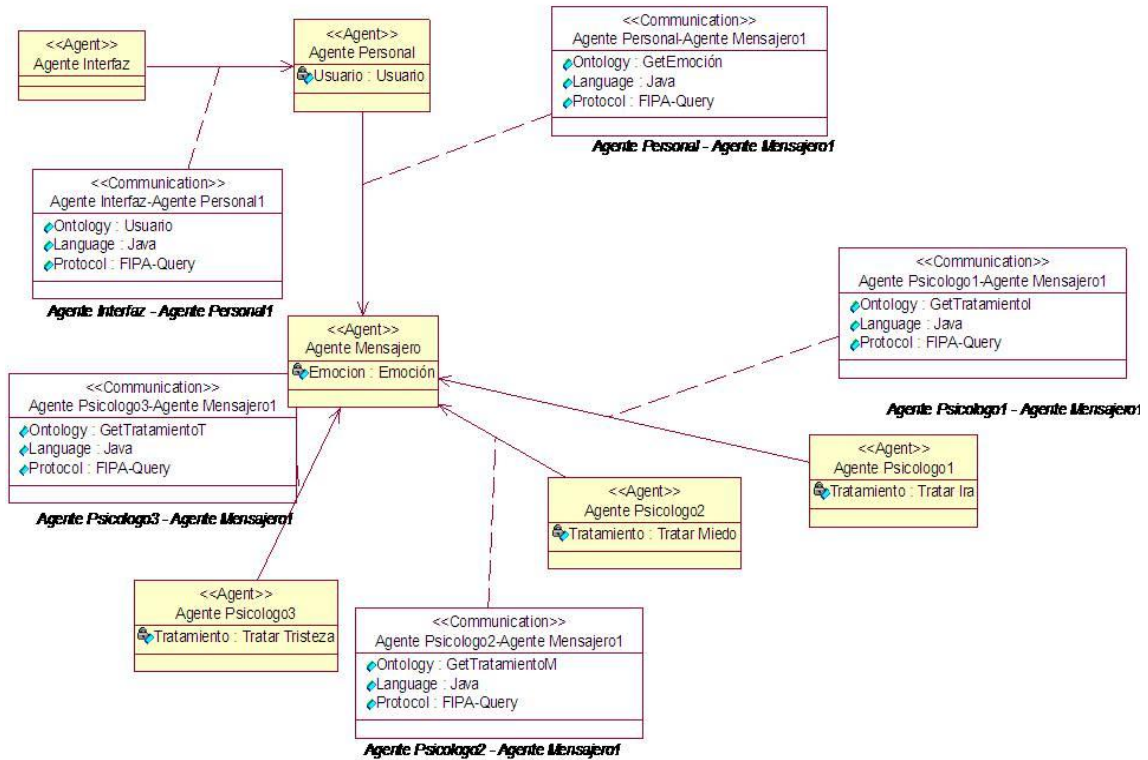 <<Agent>>
Agente Interfaz
<<Agent>>
Agente Personal
Usuario : Usuario
<<Communication>>
Agente Personal-Agente Mensajero1
Ontology : GetEmoción
Language : Java
Protocol : FIPA-Query
Agente Personal - Agente Mensajero1
<<Communication>>
Agente Interfaz-Agente Personal1
Ontology : Usuario
Language : Java
Protocol : FIPA-Query
Agente Interfaz - Agente Personal1
<<Communication>>
Agente Psicologo1-Agente Mensajero1
Ontology : GetTratamientoI
Language : Java
Protocol : FIPA-Query
Agente Psicologo1 - Agente Mensajero1
<<Agent>>
Agente Mensajero
Emocion : Emoción
<<Communication>>
Agente Psicologo3-Agente Mensajero1
Ontology : GetTratamientoT
Language : Java
Protocol : FIPA-Query
Agente Psicologo3 - Agente Mensajero1
<<Agent>>
Agente Psicologo1
Tratamiento : Tratar Ira
<<Agent>>
Agente Psicologo2
Tratamiento : Tratar Miedo
<<Agent>>
Agente Psicologo3
Tratamiento : Tratar Tristeza
<<Communication>>
Agente Psicologo2-Agente Mensajero1
Ontology : GetTratamientoM
Language : Java
Protocol : FIPA-Query
Agente Psicologo2 - Agente Mensajero1